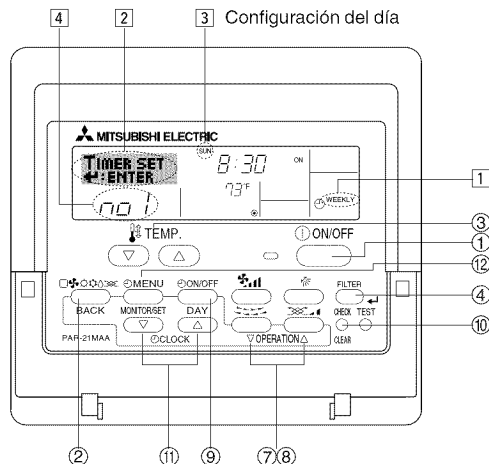 4 2 3 Configuración del día
MITSUBISHI ELECTRIC
SUN
TIMER SET
↵:ENTER
8:30
ON
73°F
WEEKLY
1
no 1
TEMP.
ON/OFF
③
①
⑫
MENU
ON/OFF
FILTER
④
BACK
MONITOR/SET
DAY
CHECK TEST
⑩
PAR-21MAA
CLOCK
▽OPERATION△
CLEAR
② ⑪ ⑨ ⑦⑧